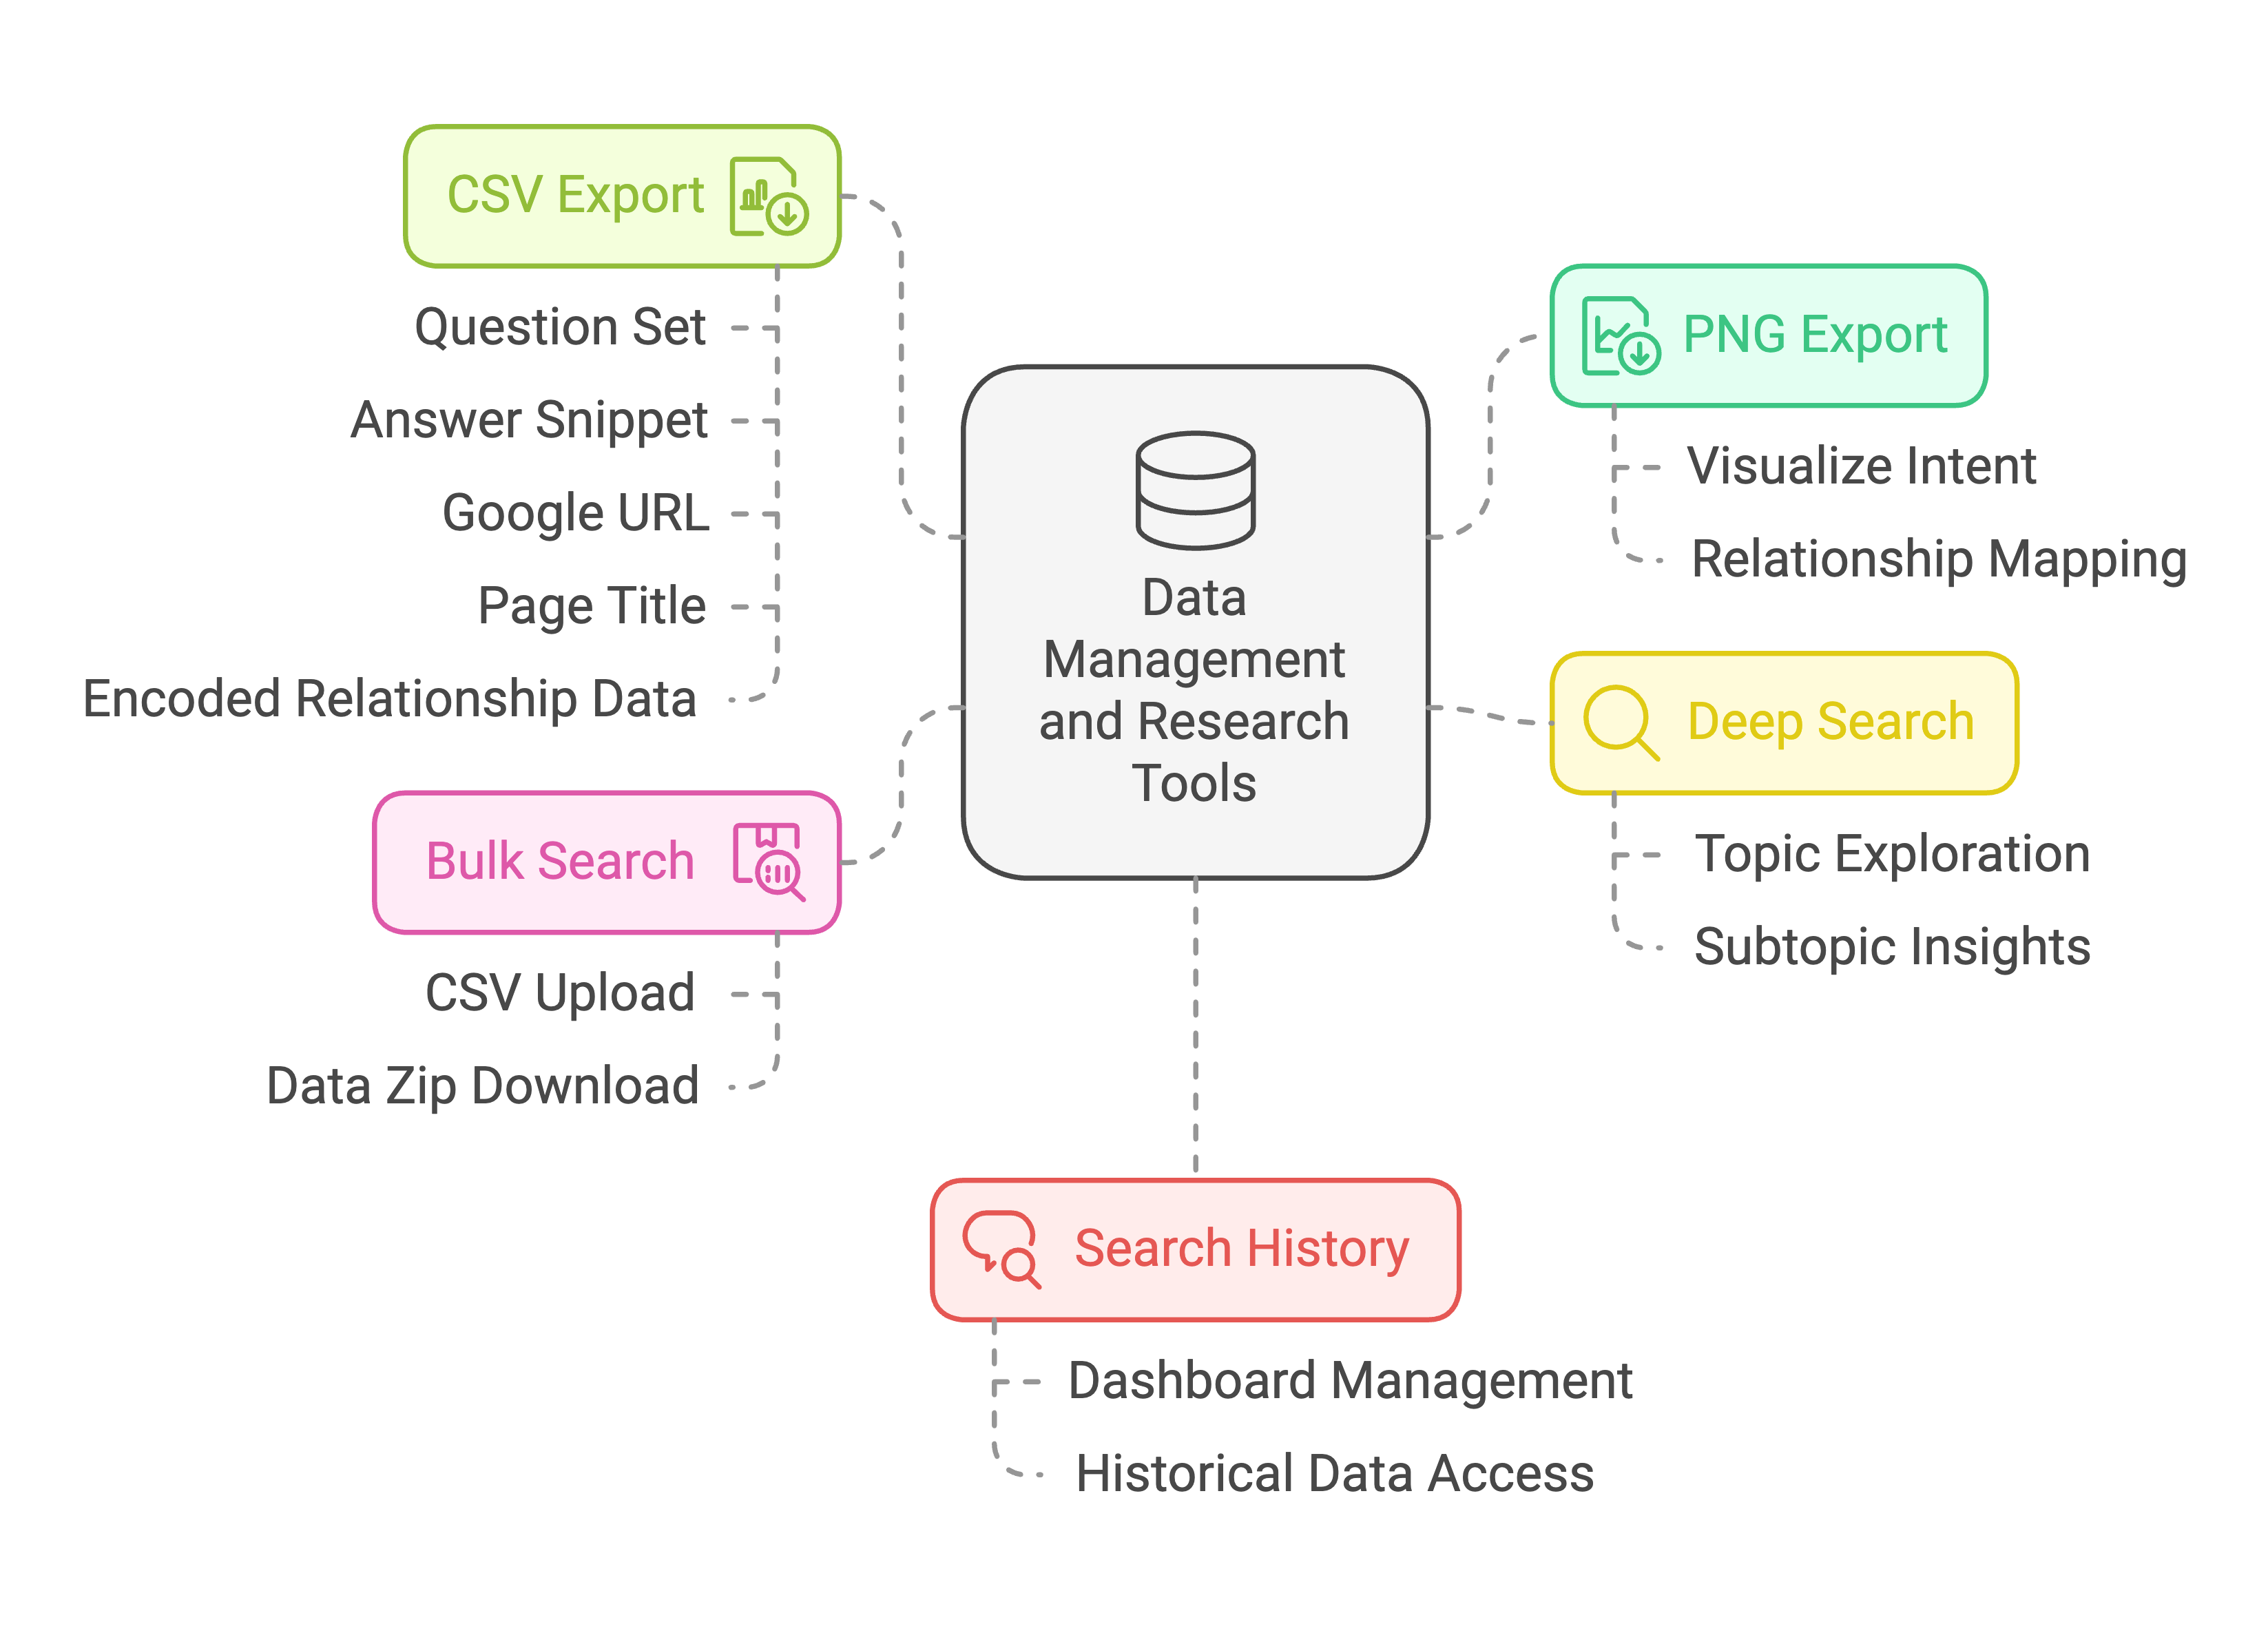 CSV Export
Question Set
Answer Snippet
Google URL
Page Title
Encoded Relationship Data
Bulk Search
CSV Upload
Data Zip Download
Data
Management
and Research
Tools
PNG Export
Visualize Intent
Relationship Mapping
Deep Search
Topic Exploration
Subtopic Insights
Search History
Dashboard Management
Historical Data Access